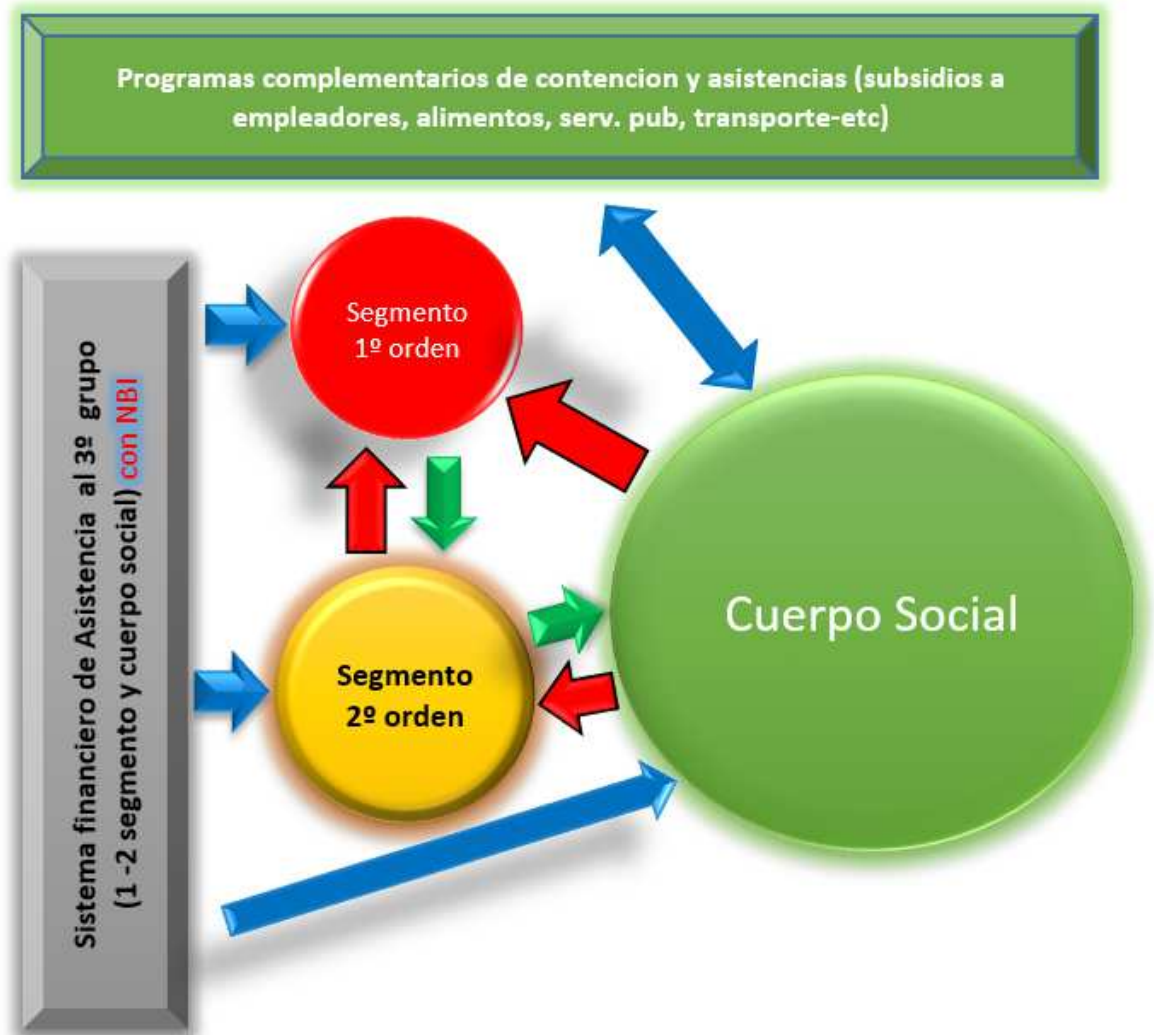 Programas complementarios de contencion y asistencias (subsidios a
empleadores, alimentos, serv. pub, transporte-etc)
Sistema financiero de Asistencia al 3º grupo
(1 -2 segmento y cuerpo social) con NBI
Segmento
1º orden
Segmento
2º orden
Cuerpo Social